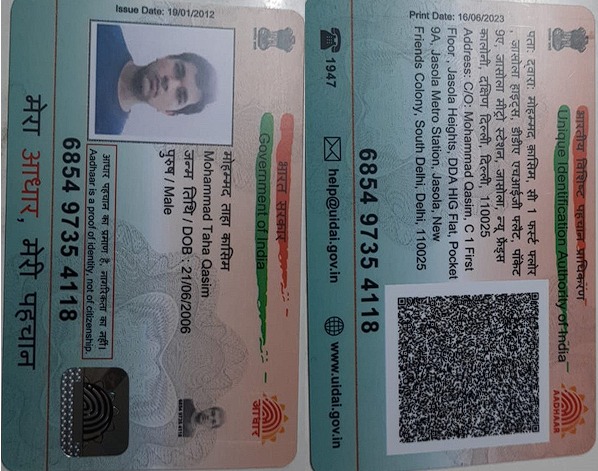 भारतीय विशिष्ट पहचान प्राधिकरण
Unique Identification Authority of India
AADHAAR
पता: द्वारा: मोहम्मद क़ासिम, सी 1 फर्स्ट फ्लोर
, जासोला हाइट्स, डीडीए एचआईजी फ्लैट, पॉकेट
9ए, जासोला मीट्रो स्टेशन, जासोला, न्यू फ्रेंड्स
कालोनी, दक्षिण दिल्ली, दिल्ली, 110025
Address: C/O: Mohammad Qasim, C 1 First
Floor , Jasola Heights, DDA HIG Flat, Pocket
9A, Jasola Metro Station, Jasola, New
Friends Colony, South Delhi, Delhi, 110025
Print Date: 16/06/2023
6854 9735 4118
1947
help@uidai.gov.in
www.uidai.gov.in
भारत सरकार
Government of India
आधार
मोहम्मद ताहा कासिम
Mohammad Taha Qasim
जन्म तिथि / DOB : 21/06/2006
पुरुष / Male
6854 9735 4118
Issue Date: 19/01/2012
आधार पहचान का प्रमाण है, नागरिकता का नहीं।
Aadhaar is a proof of identity, not of citizenship.
6854 9735 4118
मेरा आधार, मेरी पहचान